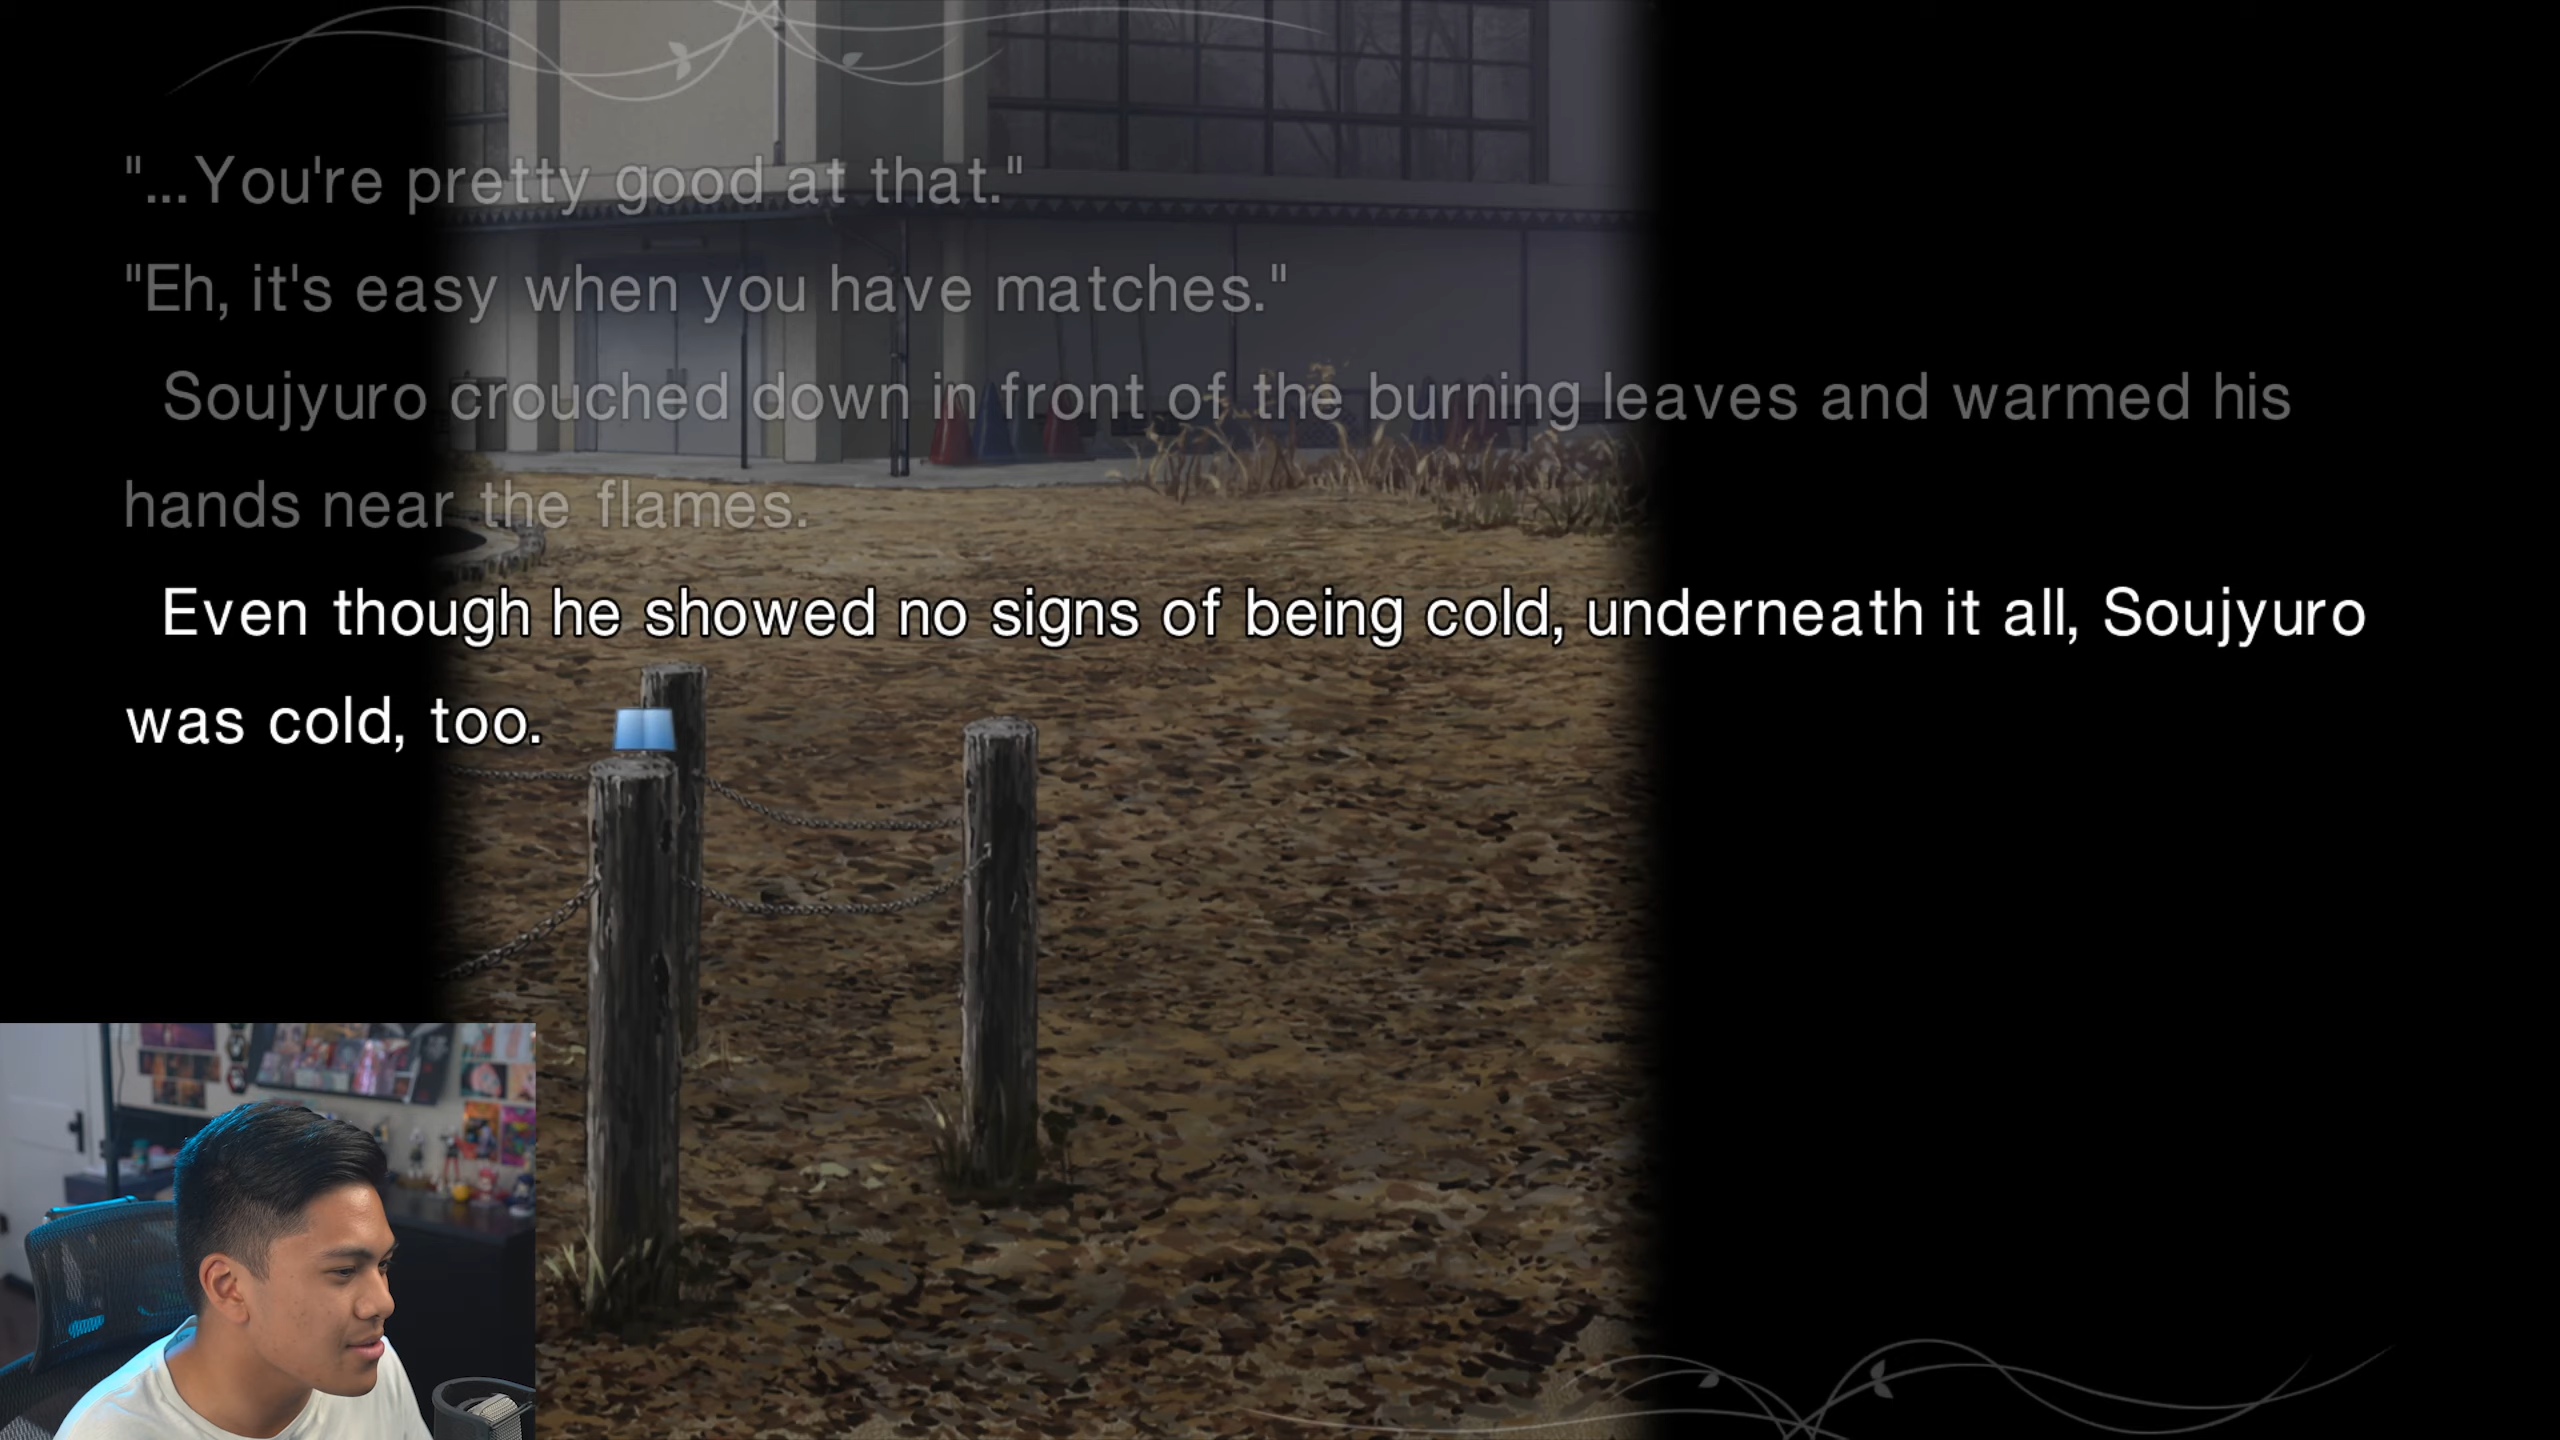 "...You're pretty good at that."
"Eh, it's easy when you have matches."
Soujyuro crouched down in front of the burning leaves and warmed his
hands near the flames.
Even though he showed no signs of being cold, underneath it all, Soujyuro
was cold, too.